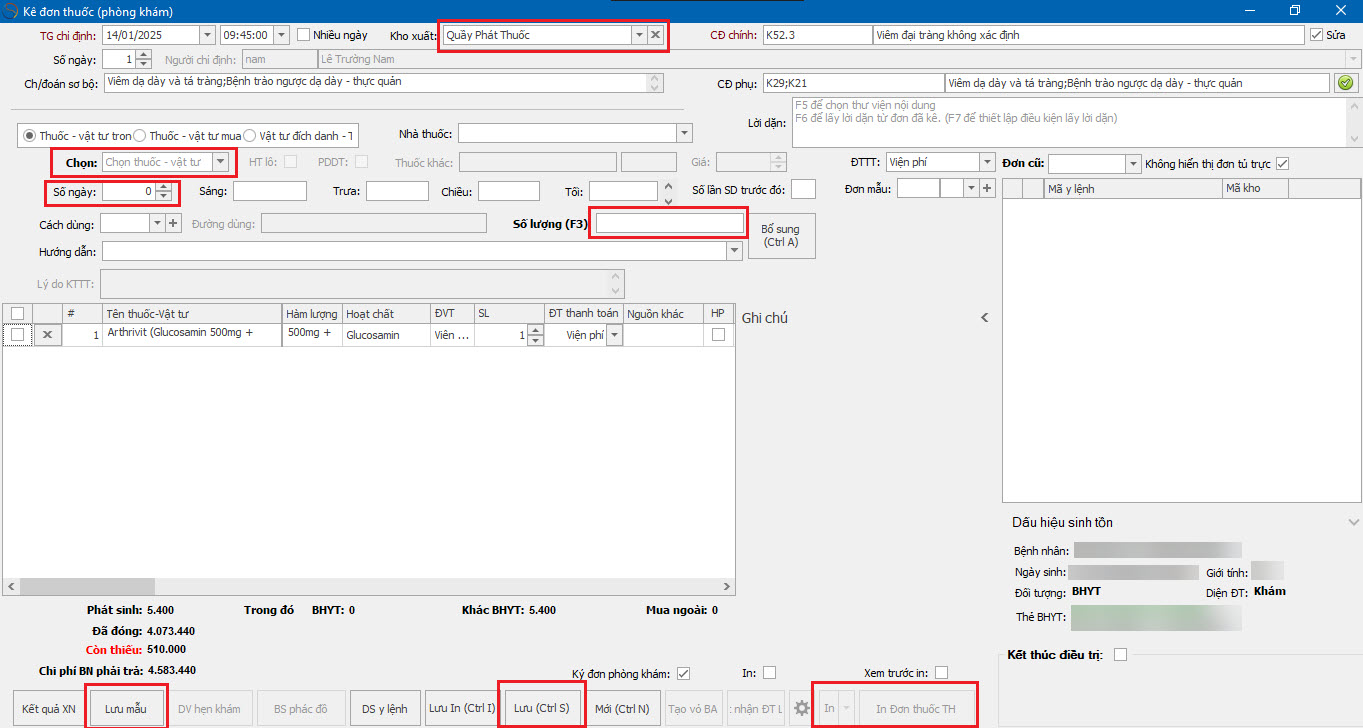 Kê đơn thuốc (phòng khám)
TG chỉ định: 14/01/2025 09:45:00 Nhiều ngày Kho xuất: Quầy Phát Thuốc CĐ chính: K52.3 Viêm đại tràng không xác định Sửa
Số ngày: 1 Người chỉ định: nam Lê Trường Nam
Ch/đoán sơ bộ: Viêm dạ dày và tá tràng;Bệnh trào ngược dạ dày - thực quản CĐ phụ: K29;K21 Viêm dạ dày và tá tràng;Bệnh trào ngược dạ dày - thực quản
Lời dặn: F5 để chọn thư viện nội dung
F6 để lấy lời dặn từ đơn đã kê. (F7 để thiết lập điều kiện lấy lời dặn)
Thuốc - vật tư tron Thuốc - vật tư mua Vật tư đích danh - T Nhà thuốc:
Chọn: Chọn thuốc - vật tư HT lô: PDDT: Thuốc khác: Giá: ĐTTT: Viện phí Đơn cũ: Không hiển thị đơn tủ trực
Số ngày: 0 Sáng: Trưa: Chiều: Tối: Số lần SD trước đó: Đơn mẫu: Mã y lệnh Mã kho
Cách dùng: Đường dùng: Số lượng (F3) Bổ sung
(Ctrl A)
Hướng dẫn:
Lý do KTTT:
# Tên thuốc-Vật tư Hàm lượng Hoạt chất ĐVT SL ĐT thanh toán Nguồn khác HP Ghi chú
1 Arthrivit (Glucosamin 500mg + 500mg + Glucosamin Viên ... 1 Viện phí
Dấu hiệu sinh tồn
Bệnh nhân:
Ngày sinh: Giới tính:
Đối tượng: BHYT Diện ĐT: Khám
Thẻ BHYT:
Phát sinh: 5.400 Trong đó BHYT: 0 Khác BHYT: 5.400 Mua ngoài: 0
Đã đóng: 4.073.440
Còn thiếu: 510.000
Chi phí BN phải trả: 4.583.440
Kết thúc điều trị:
Ký đơn phòng khám: In: Xem trước in:
Kết quả XN Lưu mẫu DV hẹn khám BS phác đồ DS y lệnh Lưu In (Ctrl I) Lưu (Ctrl S) Mới (Ctrl N) Tạo vỏ BA : nhận ĐT L In In Đơn thuốc TH